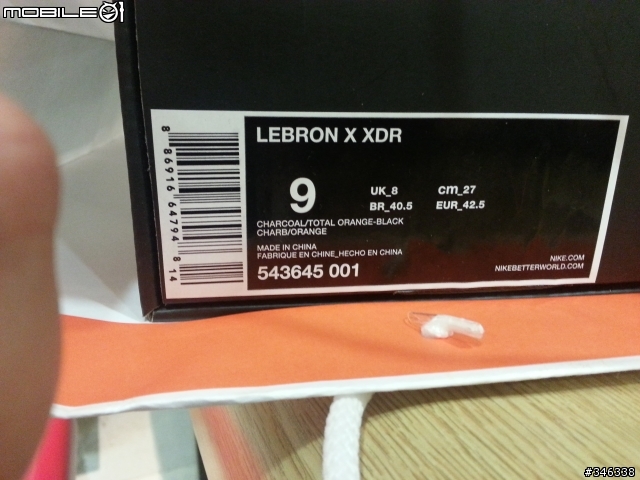 MOBILE01
LEBRON X XDR
9
UK_8 cm_27
BR_40.5 EUR_42.5
CHARCOAL/TOTAL ORANGE-BLACK
CHARB/ORANGE
MADE IN CHINA
FABRIQUE EN CHINE_HECHO EN CHINA
543645 001
NIKE.COM
NIKEBETTERWORLD.COM
8 86916 64794 8 14
#346338